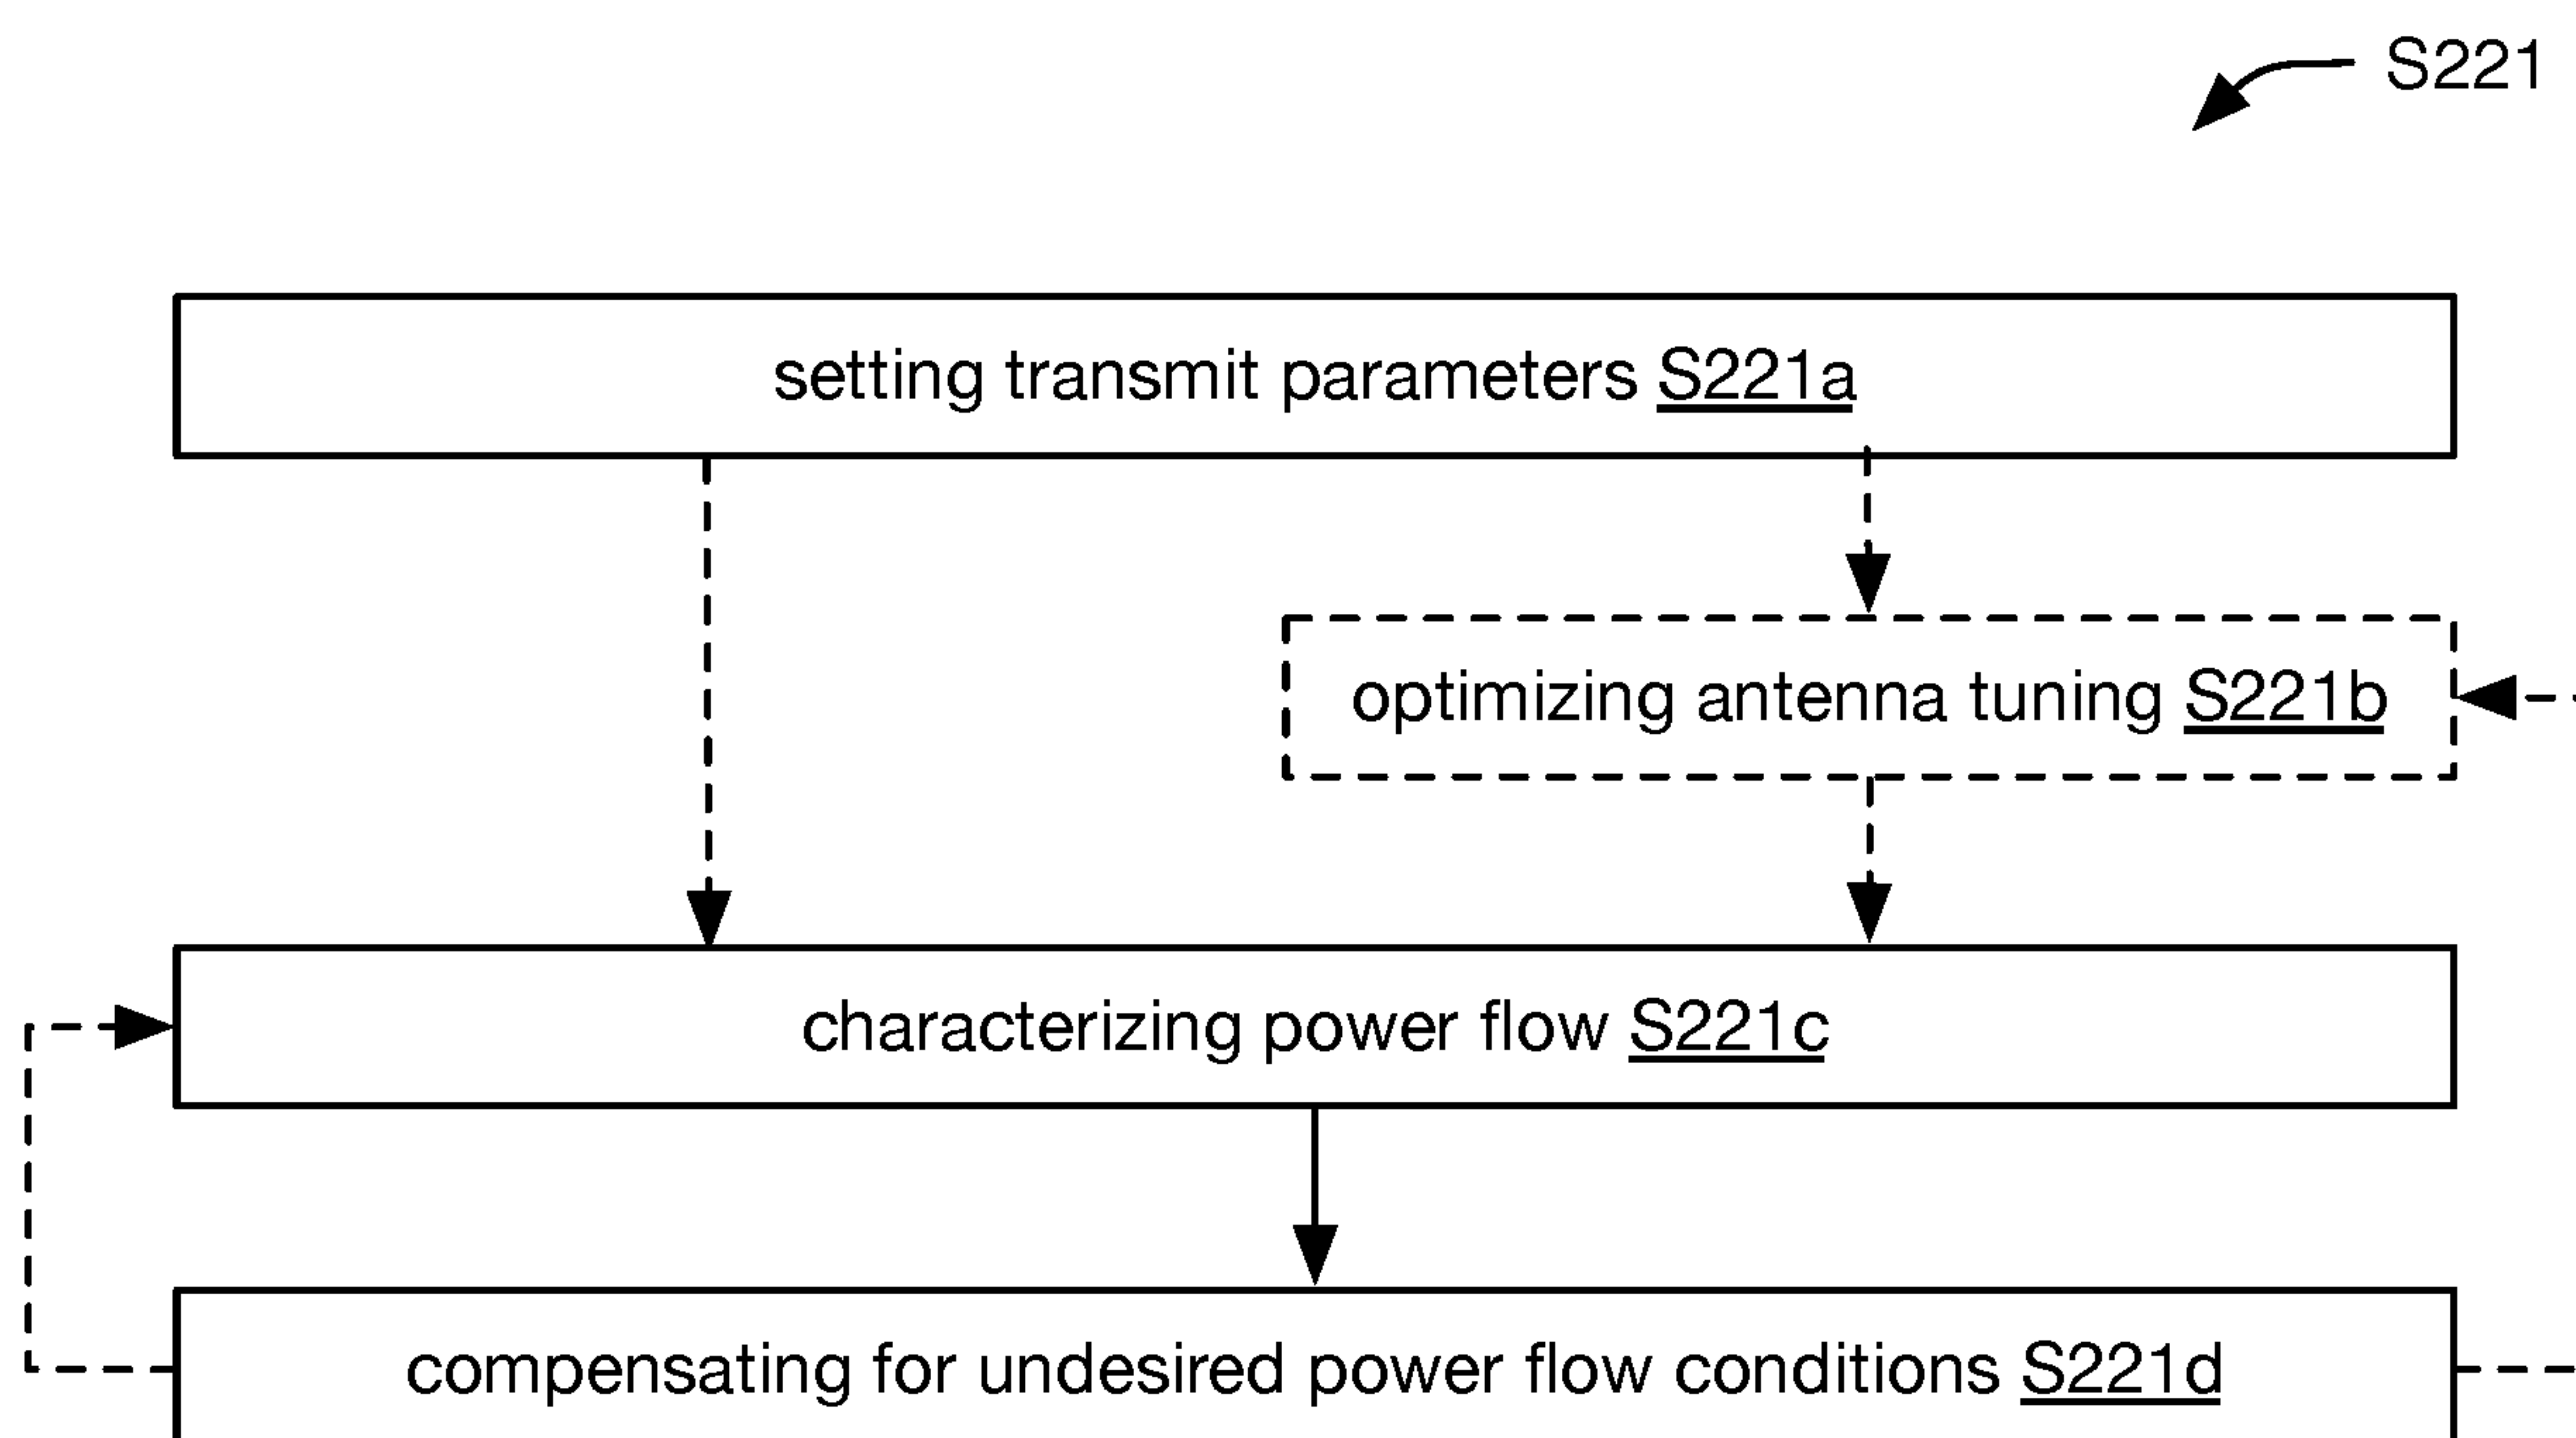 S221
setting transmit parameters S221a
optimizing antenna tuning S221b
characterizing power flow S221c
compensating for undesired power flow conditions S221d